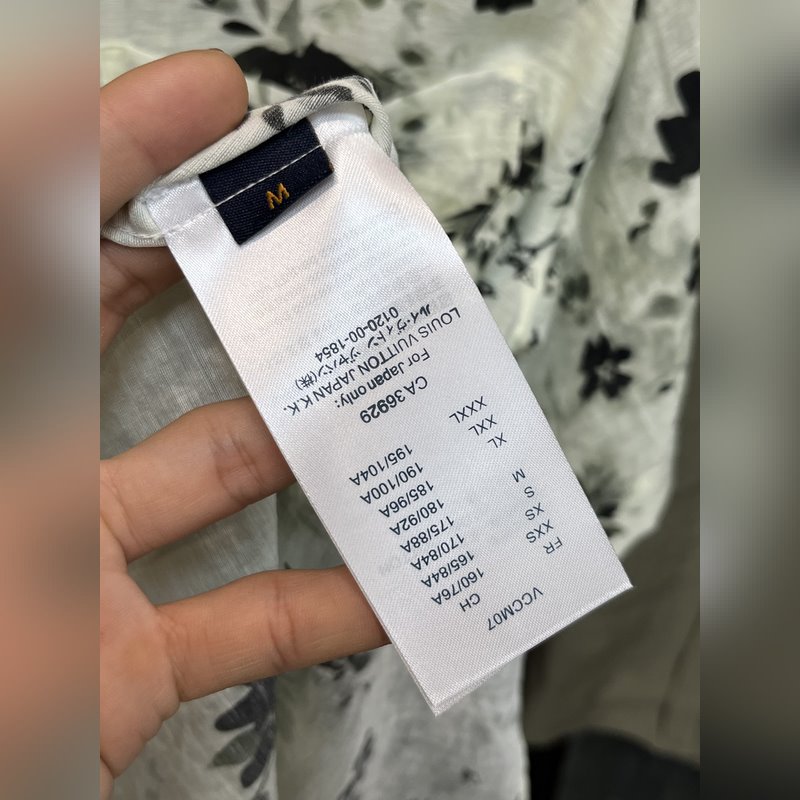 M
VCCM07
FR CH
XXS 160/76A
XS 165/84A
S 170/84A
M 175/88A
180/92A
XL 185/96A
XXL 190/100A
XXXL 195/104A
CA 36929
For Japan only:
LOUIS VUITTON JAPAN K.K.
ルイ・ヴィトン ジャパン(株)
0120-00-1854